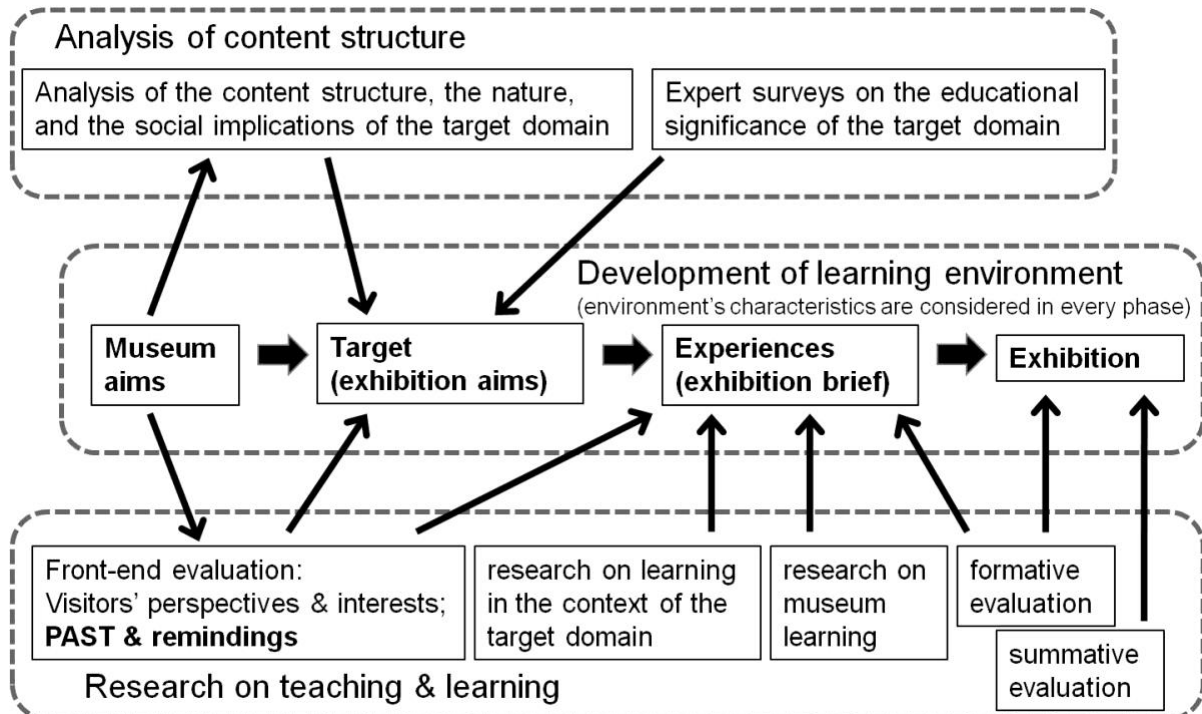 Analysis of content structure
Analysis of the content structure, the nature,
and the social implications of the target domain
Expert surveys on the educational
significance of the target domain
Development of learning environment
(environment's characteristics are considered in every phase)
Museum
aims
Target
(exhibition aims)
Experiences
(exhibition brief)
Exhibition
Front-end evaluation:
Visitors' perspectives & interests;
PAST & remindings
research on learning
in the context of the
target domain
research on
museum
learning
formative
evaluation
summative
evaluation
Research on teaching & learning